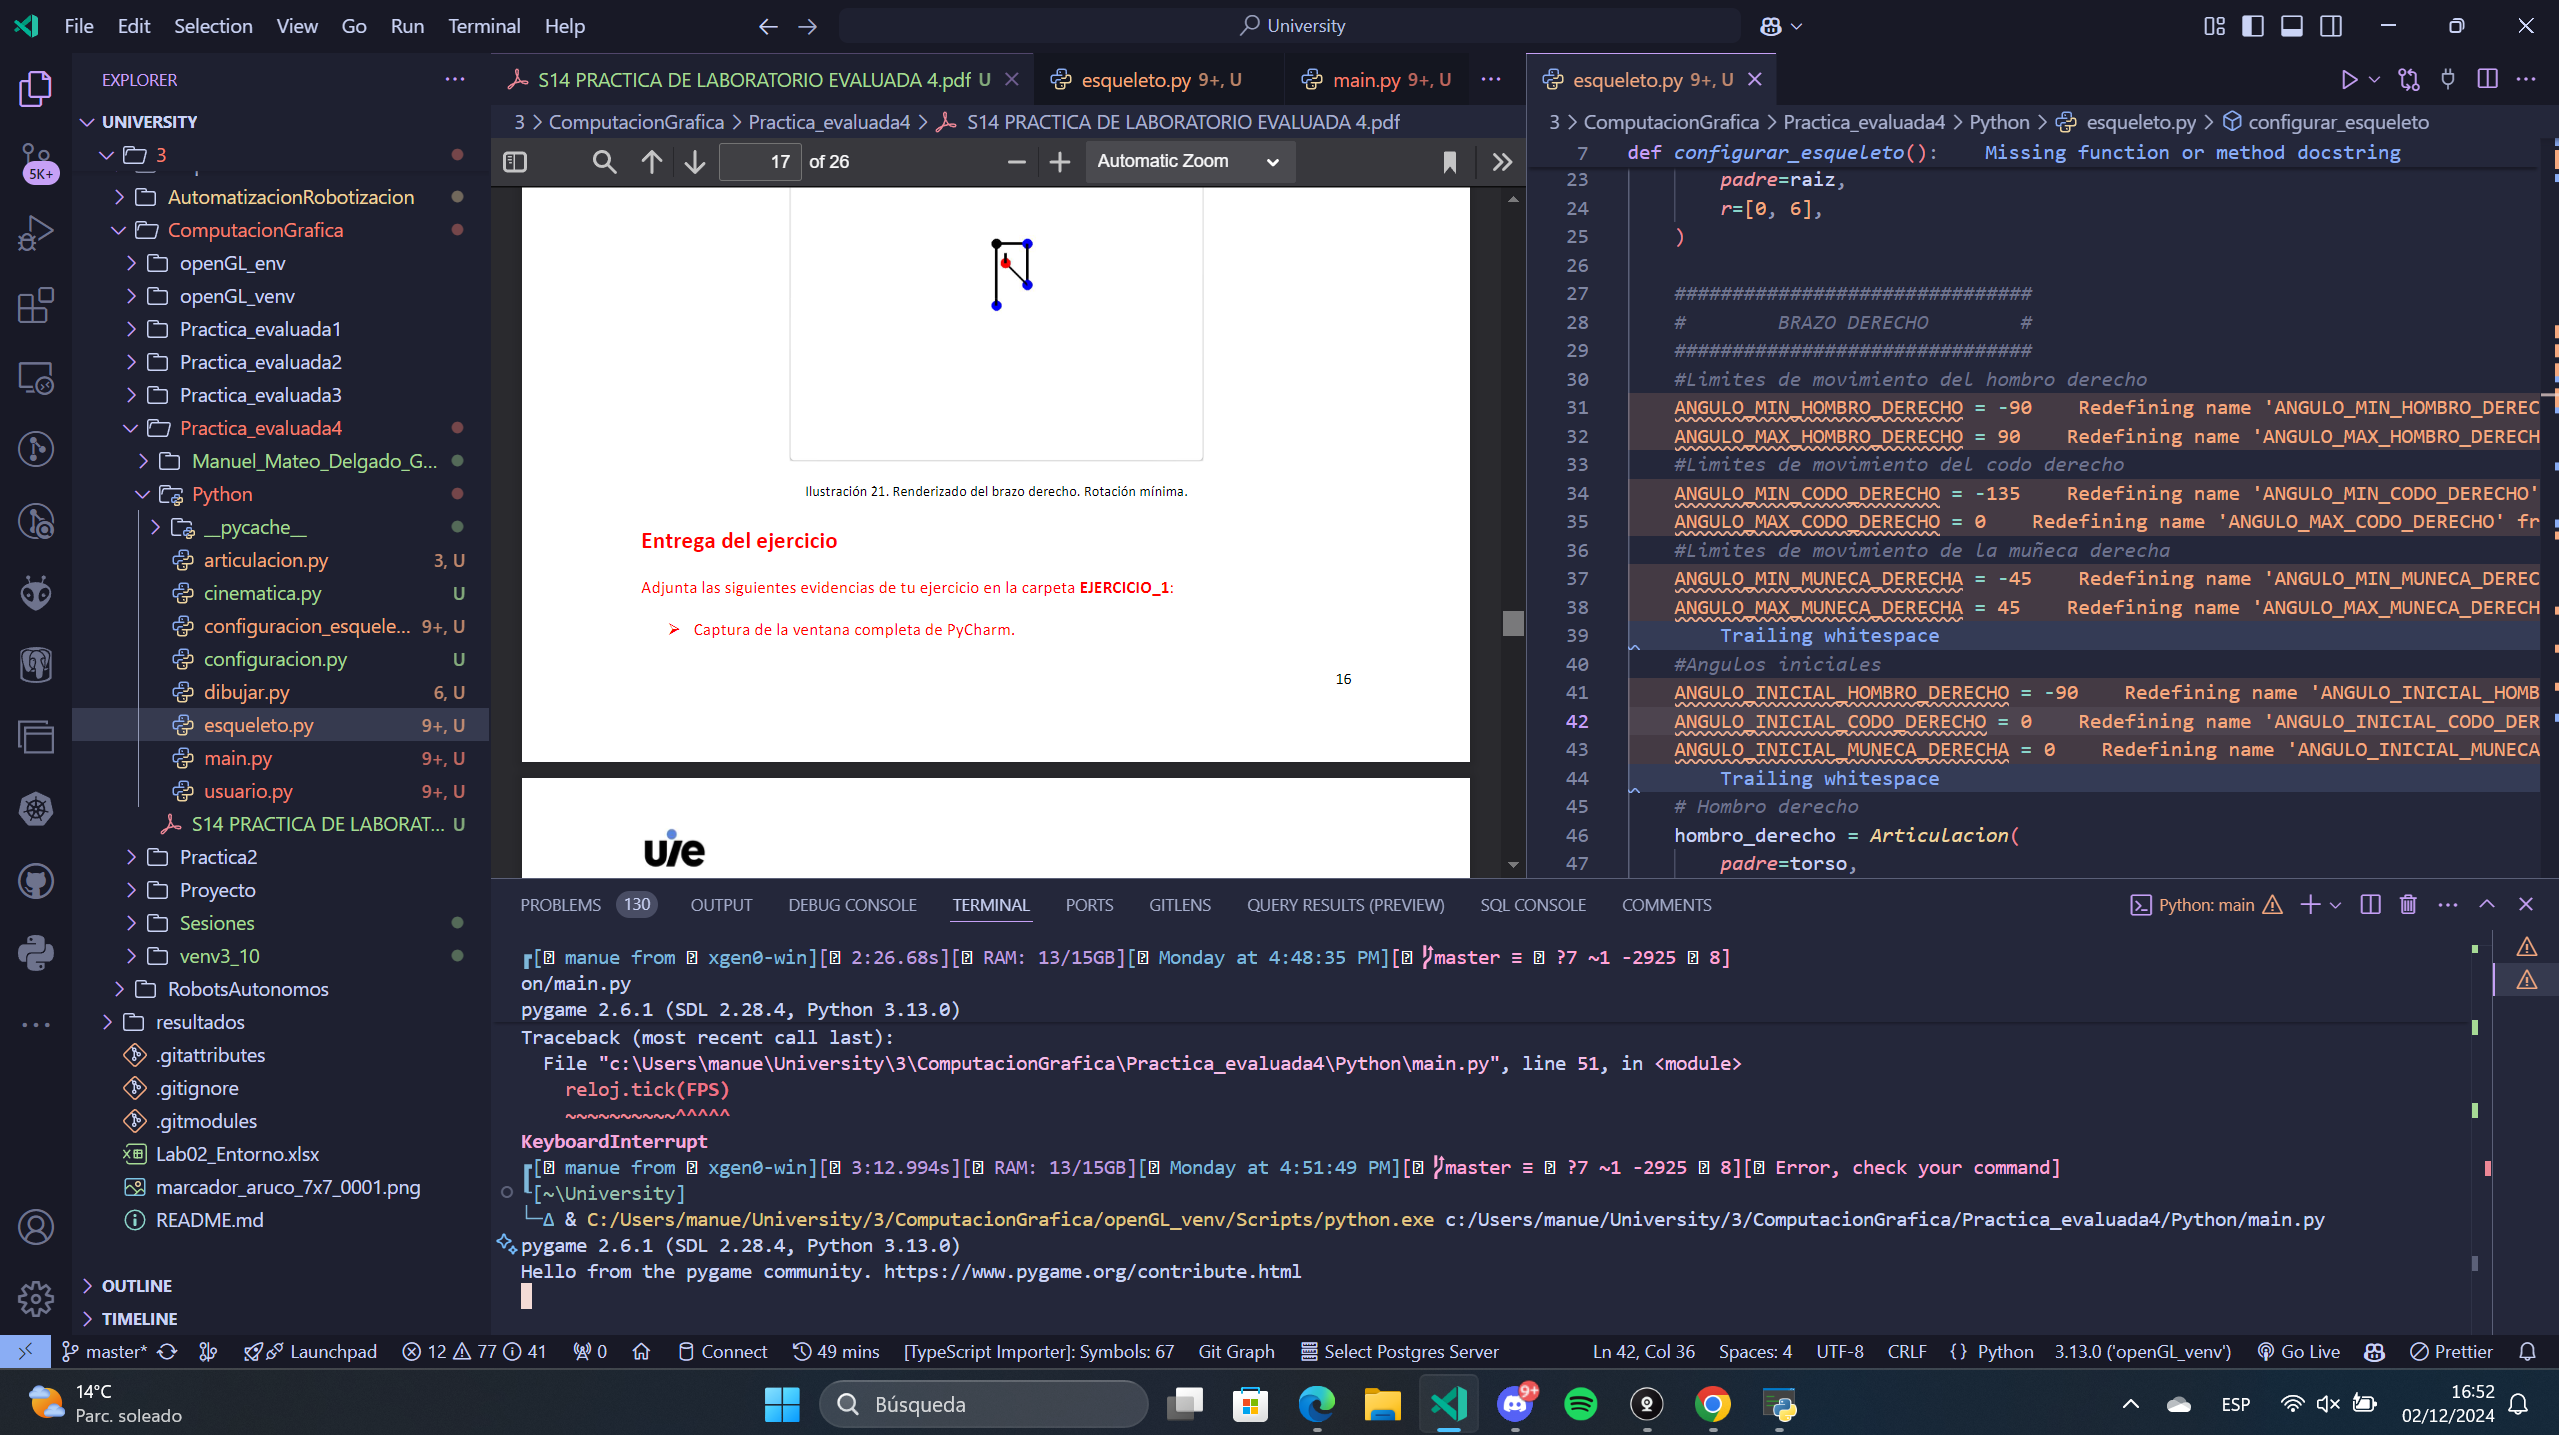 File Edit Selection View Go Run Terminal Help
University
EXPLORER
UNIVERSITY
3
AutomatizacionRobotizacion
ComputacionGrafica
openGL_env
openGL_venv
Practica_evaluada1
Practica_evaluada2
Practica_evaluada3
Practica_evaluada4
Manuel_Mateo_Delgado_G...
Python
__pycache__
articulacion.py 3, U
cinematica.py U
configuracion_esquele... 9+, U
configuracion.py U
dibujar.py 6, U
esqueleto.py 9+, U
main.py 9+, U
usuario.py 9+, U
S14 PRACTICA DE LABORAT... U
Practica2
Proyecto
Sesiones
venv3_10
RobotsAutonomos
resultados
.gitattributes
.gitignore
.gitmodules
Lab02_Entorno.xlsx
marcador_aruco_7x7_0001.png
README.md
OUTLINE
TIMELINE
5K+
S14 PRACTICA DE LABORATORIO EVALUADA 4.pdf U
esqueleto.py 9+, U
main.py 9+, U
3 > ComputacionGrafica > Practica_evaluada4 > S14 PRACTICA DE LABORATORIO EVALUADA 4.pdf
17 of 26
Automatic Zoom
Ilustración 21. Renderizado del brazo derecho. Rotación mínima.
Entrega del ejercicio
Adjunta las siguientes evidencias de tu ejercicio en la carpeta EJERCICIO_1:
➢ Captura de la ventana completa de PyCharm.
16
uie
esqueleto.py 9+, U
3 > ComputacionGrafica > Practica_evaluada4 > Python > esqueleto.py > configurar_esqueleto
7 def configurar_esqueleto(): Missing function or method docstring
23 padre=raiz,
24 r=[0, 6],
25 )
26
27 ###############################
28 # BRAZO DERECHO #
29 ###############################
30 #Limites de movimiento del hombro derecho
31 ANGULO_MIN_HOMBRO_DERECHO = -90 Redefining name 'ANGULO_MIN_HOMBRO_DEREC
32 ANGULO_MAX_HOMBRO_DERECHO = 90 Redefining name 'ANGULO_MAX_HOMBRO_DERECH
33 #Limites de movimiento del codo derecho
34 ANGULO_MIN_CODO_DERECHO = -135 Redefining name 'ANGULO_MIN_CODO_DERECHO'
35 ANGULO_MAX_CODO_DERECHO = 0 Redefining name 'ANGULO_MAX_CODO_DERECHO' fr
36 #Limites de movimiento de la muñeca derecha
37 ANGULO_MIN_MUNECA_DERECHA = -45 Redefining name 'ANGULO_MIN_MUNECA_DEREC
38 ANGULO_MAX_MUNECA_DERECHA = 45 Redefining name 'ANGULO_MAX_MUNECA_DERECH
39 Trailing whitespace
40 #Angulos iniciales
41 ANGULO_INICIAL_HOMBRO_DERECHO = -90 Redefining name 'ANGULO_INICIAL_HOMB
42 ANGULO_INICIAL_CODO_DERECHO = 0 Redefining name 'ANGULO_INICIAL_CODO_DER
43 ANGULO_INICIAL_MUNECA_DERECHA = 0 Redefining name 'ANGULO_INICIAL_MUNECA
44 Trailing whitespace
45 # Hombro derecho
46 hombro_derecho = Articulacion(
47 padre=torso,
PROBLEMS 130 OUTPUT DEBUG CONSOLE TERMINAL PORTS GITLENS QUERY RESULTS (PREVIEW) SQL CONSOLE COMMENTS
Python: main
[ manue from xgen0-win][ 2:26.68s][ RAM: 13/15GB][ Monday at 4:48:35 PM][ master ≡ ?7 ~1 -2925 8]
on/main.py
pygame 2.6.1 (SDL 2.28.4, Python 3.13.0)
Traceback (most recent call last):
File "c:\Users\manue\University\3\ComputacionGrafica\Practica_evaluada4\Python\main.py", line 51, in <module>
reloj.tick(FPS)
~~~~~~~~~~^^^^^
KeyboardInterrupt
[ manue from xgen0-win][ 3:12.994s][ RAM: 13/15GB][ Monday at 4:51:49 PM][ master ≡ ?7 ~1 -2925 8][ Error, check your command]
[~\University]
└─Δ & C:/Users/manue/University/3/ComputacionGrafica/openGL_venv/Scripts/python.exe c:/Users/manue/University/3/ComputacionGrafica/Practica_evaluada4/Python/main.py
pygame 2.6.1 (SDL 2.28.4, Python 3.13.0)
Hello from the pygame community. https://www.pygame.org/contribute.html
master* Launchpad 12 77 41 0 Connect 49 mins [TypeScript Importer]: Symbols: 67 Git Graph Select Postgres Server Ln 42, Col 36 Spaces: 4 UTF-8 CRLF {} Python 3.13.0 ('openGL_venv') Go Live Prettier
14°C
Parc. soleado
Búsqueda
9+
ESP
16:52
02/12/2024